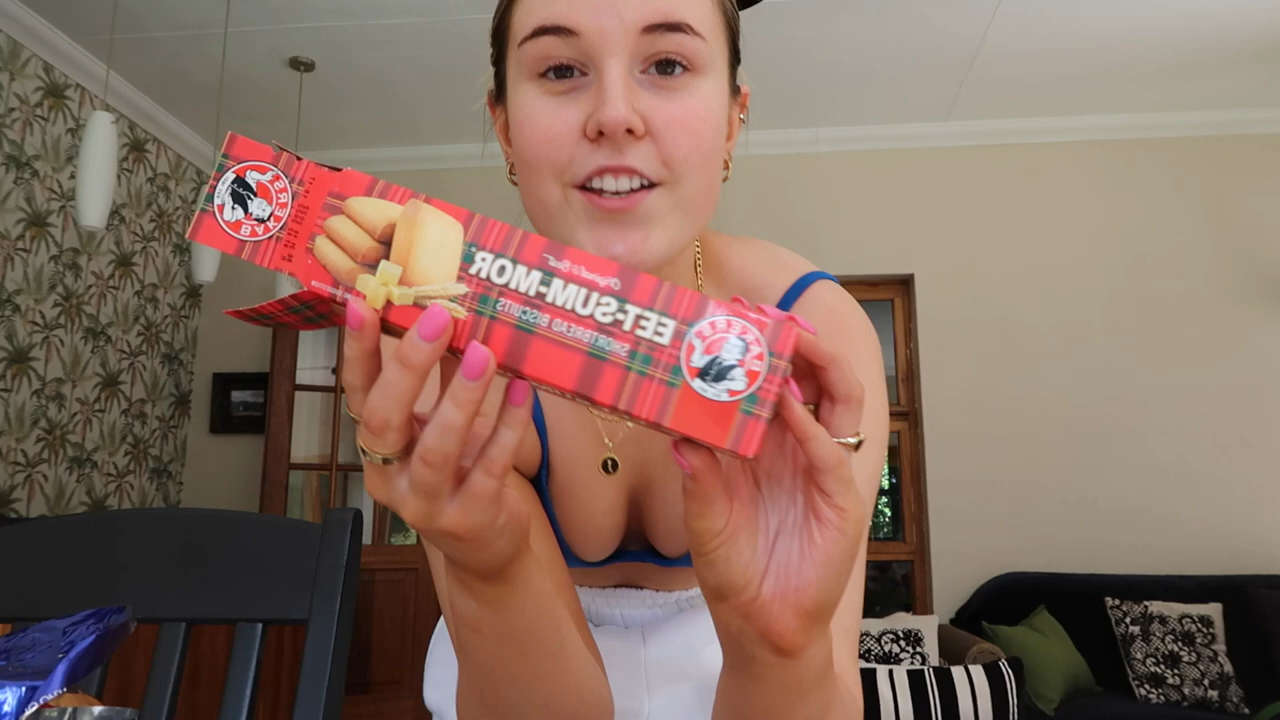 BAKERS
Original & Best
EET-SUM-MOR
SHORTBREAD BISCUITS
BAKERS